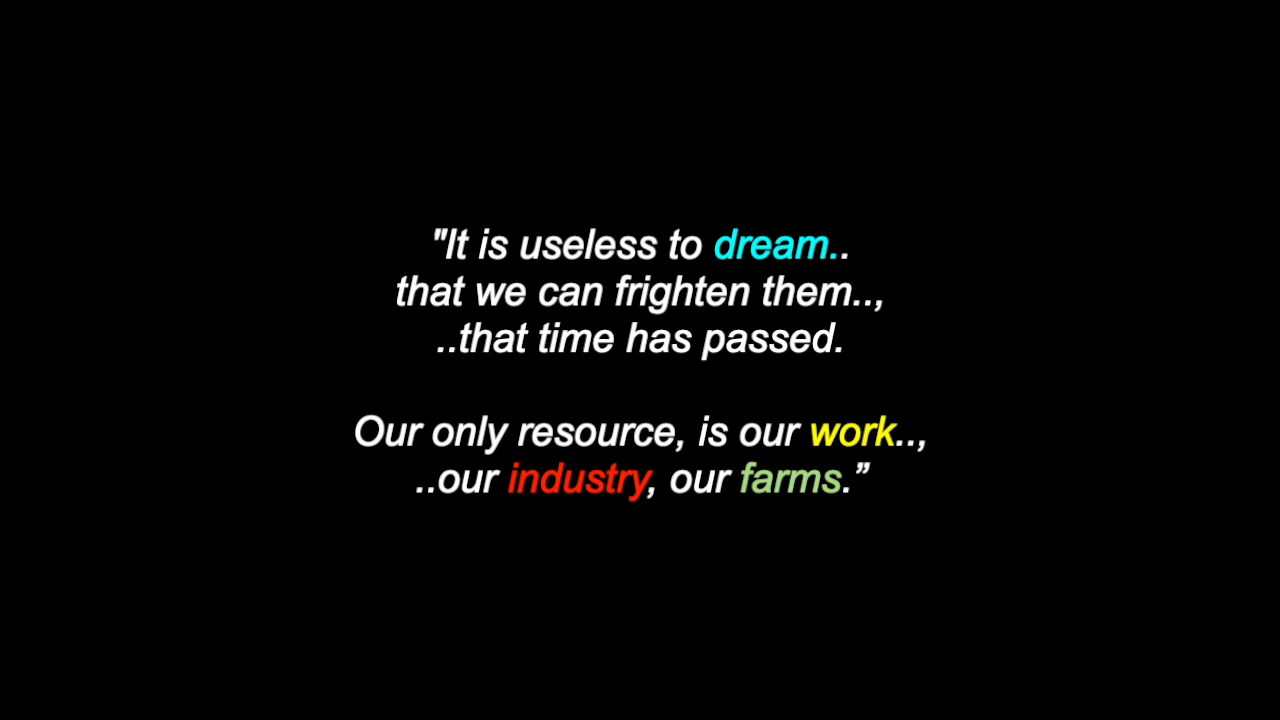 "It is useless to dream..
that we can frighten them..,
..that time has passed.
Our only resource, is our work..,
..our industry, our farms.”